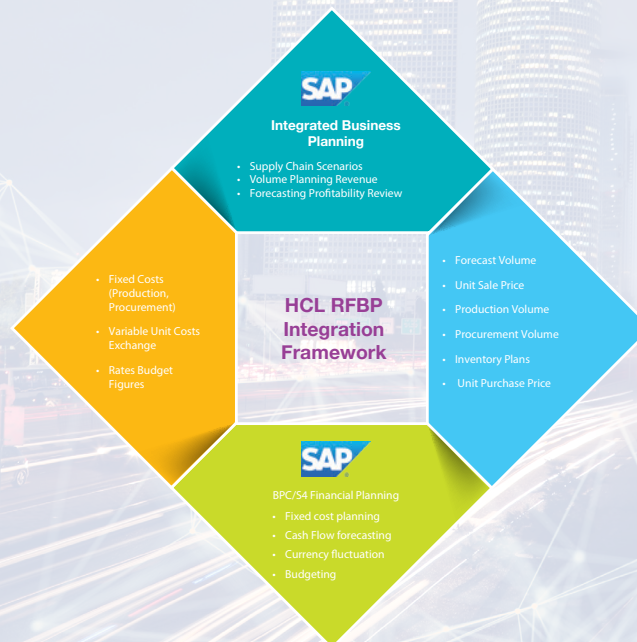 SAP
Integrated Business
Planning
• Supply Chain Scenarios
• Volume Planning Revenue
• Forecasting Profitability Review
• Fixed Costs
(Production,
Procurement)
• Variable Unit Costs
Exchange
• Rates Budget
Figures
HCL RFBP
Integration
Framework
• Forecast Volume
• Unit Sale Price
• Production Volume
• Procurement Volume
• Inventory Plans
• Unit Purchase Price
SAP
BPC/S4 Financial Planning
• Fixed cost planning
• Cash Flow forecasting
• Currency fluctuation
• Budgeting